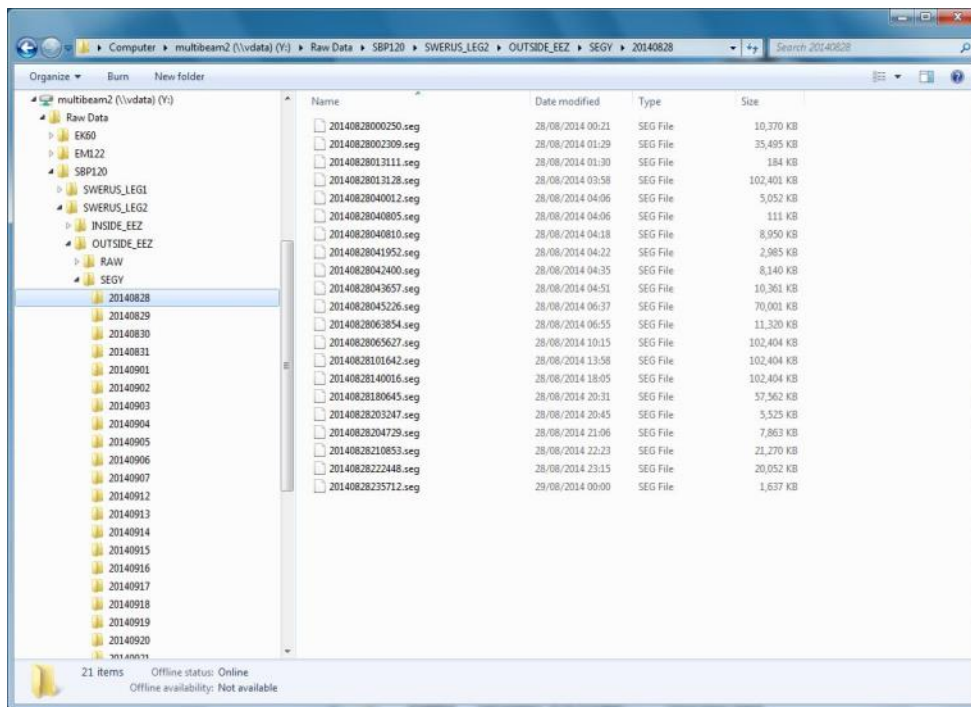 Computer ▸ multibeam2 (\\vdata) (Y:) ▸ Raw Data ▸ SBP120 ▸ SWERUS_LEG2 ▸ OUTSIDE_EEZ ▸ SEGY ▸ 20140828
Search 20140828
Organize Burn New folder
multibeam2 (\\vdata) (Y:)
Raw Data
EK60
EM122
SBP120
SWERUS_LEG1
SWERUS_LEG2
INSIDE_EEZ
OUTSIDE_EEZ
RAW
SEGY
20140828
20140829
20140830
20140831
20140901
20140902
20140903
20140904
20140905
20140906
20140907
20140912
20140913
20140914
20140915
20140916
20140917
20140918
20140919
20140920
20140921
Name Date modified Type Size
20140828000250.seg 28/08/2014 00:21 SEG File 10,370 KB
20140828002309.seg 28/08/2014 01:29 SEG File 35,495 KB
20140828013111.seg 28/08/2014 01:30 SEG File 184 KB
20140828013128.seg 28/08/2014 03:58 SEG File 102,401 KB
20140828040012.seg 28/08/2014 04:06 SEG File 5,052 KB
20140828040805.seg 28/08/2014 04:06 SEG File 111 KB
20140828040810.seg 28/08/2014 04:18 SEG File 8,950 KB
20140828041952.seg 28/08/2014 04:22 SEG File 2,985 KB
20140828042400.seg 28/08/2014 04:35 SEG File 8,140 KB
20140828043657.seg 28/08/2014 04:51 SEG File 10,361 KB
20140828045226.seg 28/08/2014 06:37 SEG File 70,001 KB
20140828063854.seg 28/08/2014 06:55 SEG File 11,320 KB
20140828065627.seg 28/08/2014 10:15 SEG File 102,404 KB
20140828101642.seg 28/08/2014 13:58 SEG File 102,404 KB
20140828140016.seg 28/08/2014 18:05 SEG File 102,404 KB
20140828180645.seg 28/08/2014 20:31 SEG File 57,562 KB
20140828203247.seg 28/08/2014 20:45 SEG File 5,525 KB
20140828204729.seg 28/08/2014 21:06 SEG File 7,863 KB
20140828210853.seg 28/08/2014 22:23 SEG File 21,270 KB
20140828222448.seg 28/08/2014 23:15 SEG File 20,052 KB
20140828235712.seg 29/08/2014 00:00 SEG File 1,637 KB
21 items Offline status: Online
Offline availability: Not available